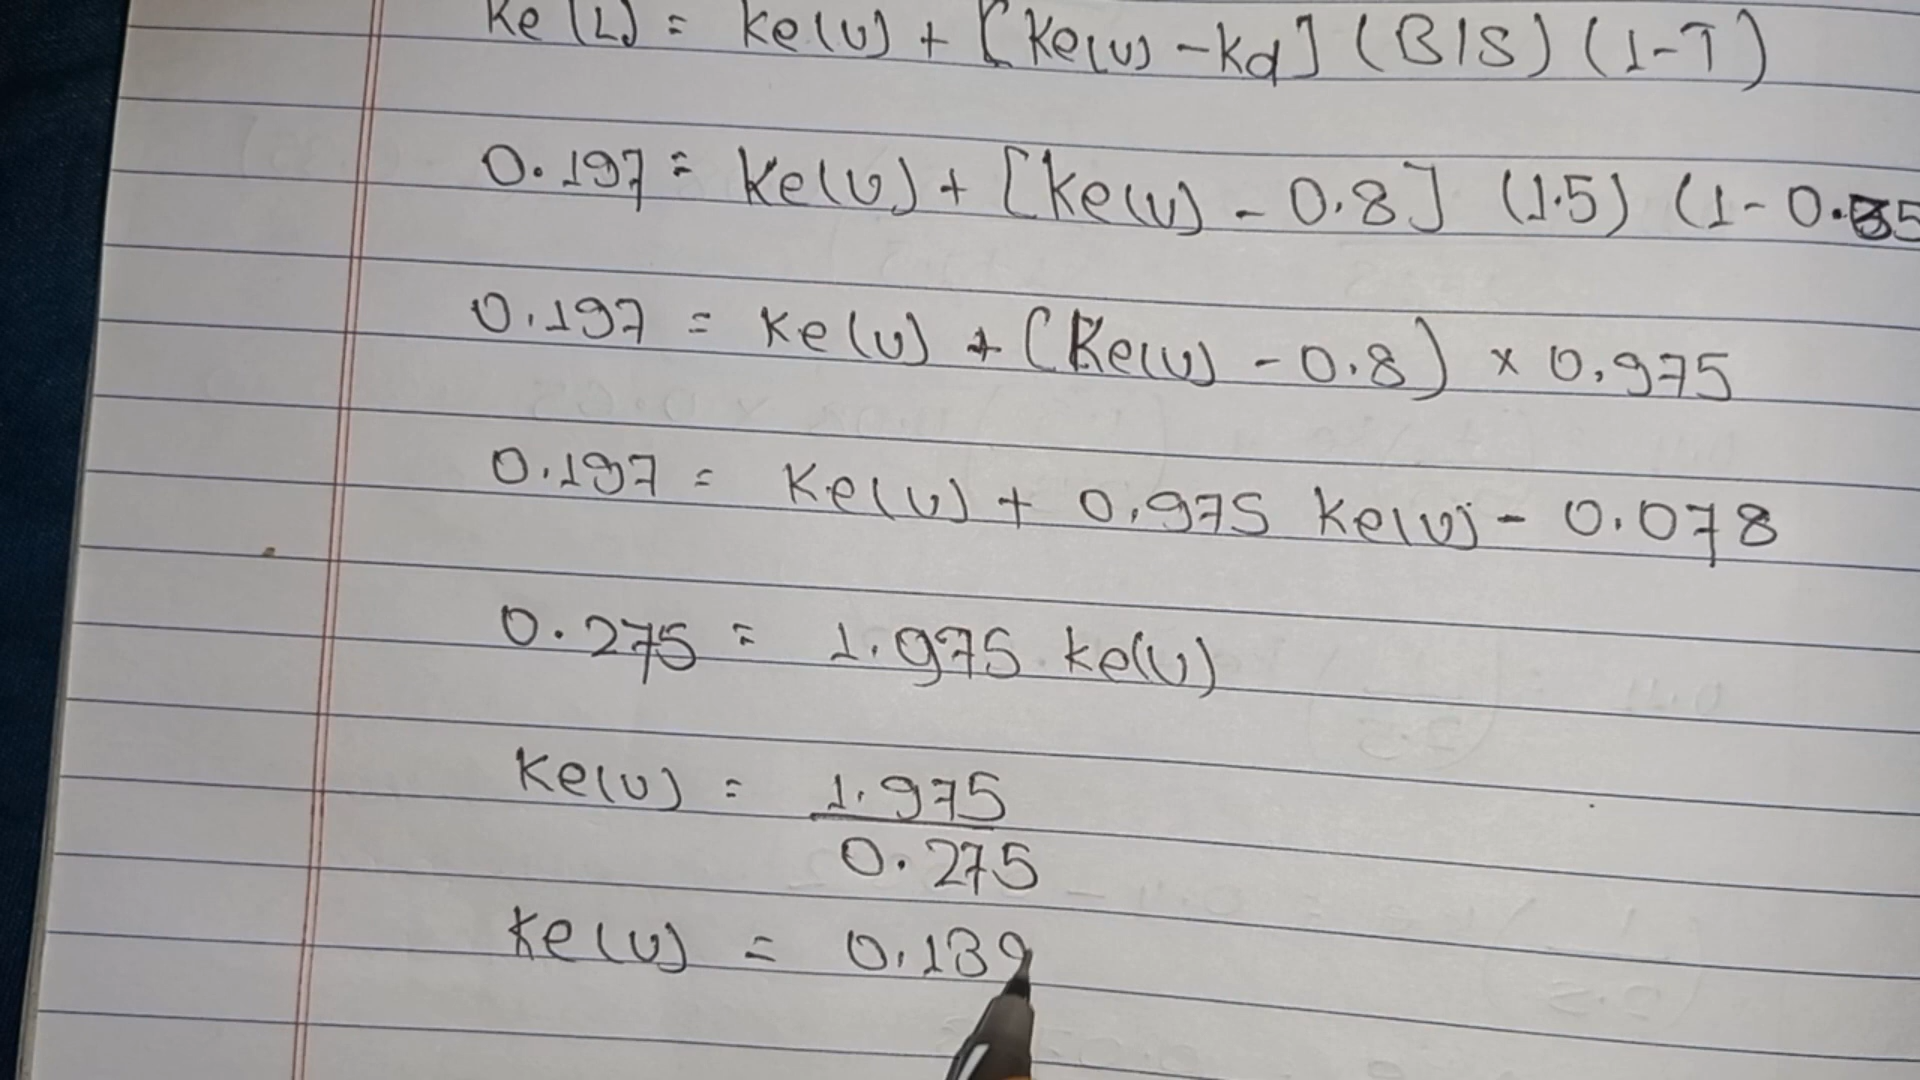 Ke(L) = Ke(U) + [Ke(U) - Kd] (B/S) (1-T)
0.197 = Ke(U) + [Ke(U) - 0.8] (1.5) (1 - 0.35
0.197 = Ke(U) + (Ke(U) - 0.8) × 0.975
0.197 = Ke(U) + 0.975 Ke(U) - 0.078
0.275 = 1.975 Ke(U)
Ke(U) = 1.975
0.275
Ke(U) = 0.139